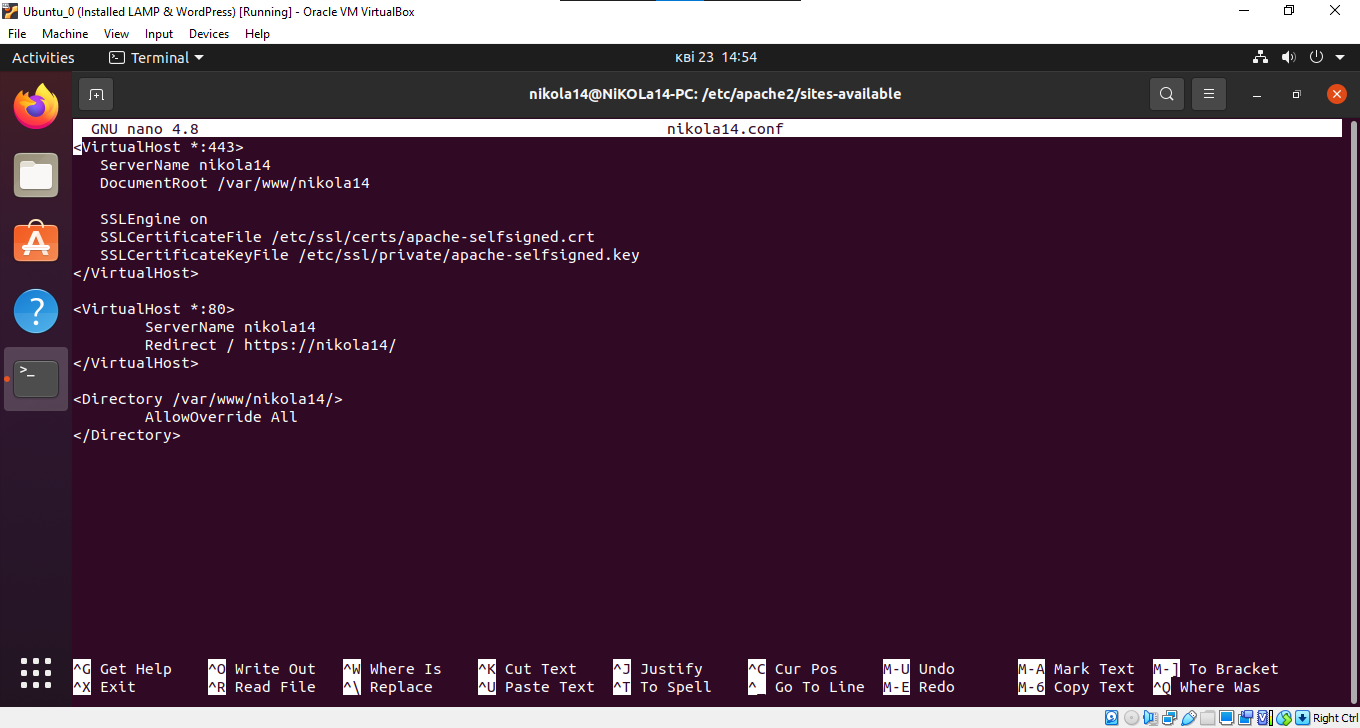 Ubuntu_0 (Installed LAMP & WordPress) [Running] - Oracle VM VirtualBox
File Machine View Input Devices Help
Activities Terminal кві 23 14:54
nikola14@NiKOLa14-PC: /etc/apache2/sites-available
GNU nano 4.8 nikola14.conf
<VirtualHost *:443>
   ServerName nikola14
   DocumentRoot /var/www/nikola14
   SSLEngine on
   SSLCertificateFile /etc/ssl/certs/apache-selfsigned.crt
   SSLCertificateKeyFile /etc/ssl/private/apache-selfsigned.key
</VirtualHost>
<VirtualHost *:80>
        ServerName nikola14
        Redirect / https://nikola14/
</VirtualHost>
<Directory /var/www/nikola14/>
        AllowOverride All
</Directory>
^G Get Help ^O Write Out ^W Where Is ^K Cut Text ^J Justify ^C Cur Pos M-U Undo M-A Mark Text M-] To Bracket
^X Exit ^R Read File ^\ Replace ^U Paste Text ^T To Spell ^_ Go To Line M-E Redo M-6 Copy Text ^Q Where Was
Right Ctrl